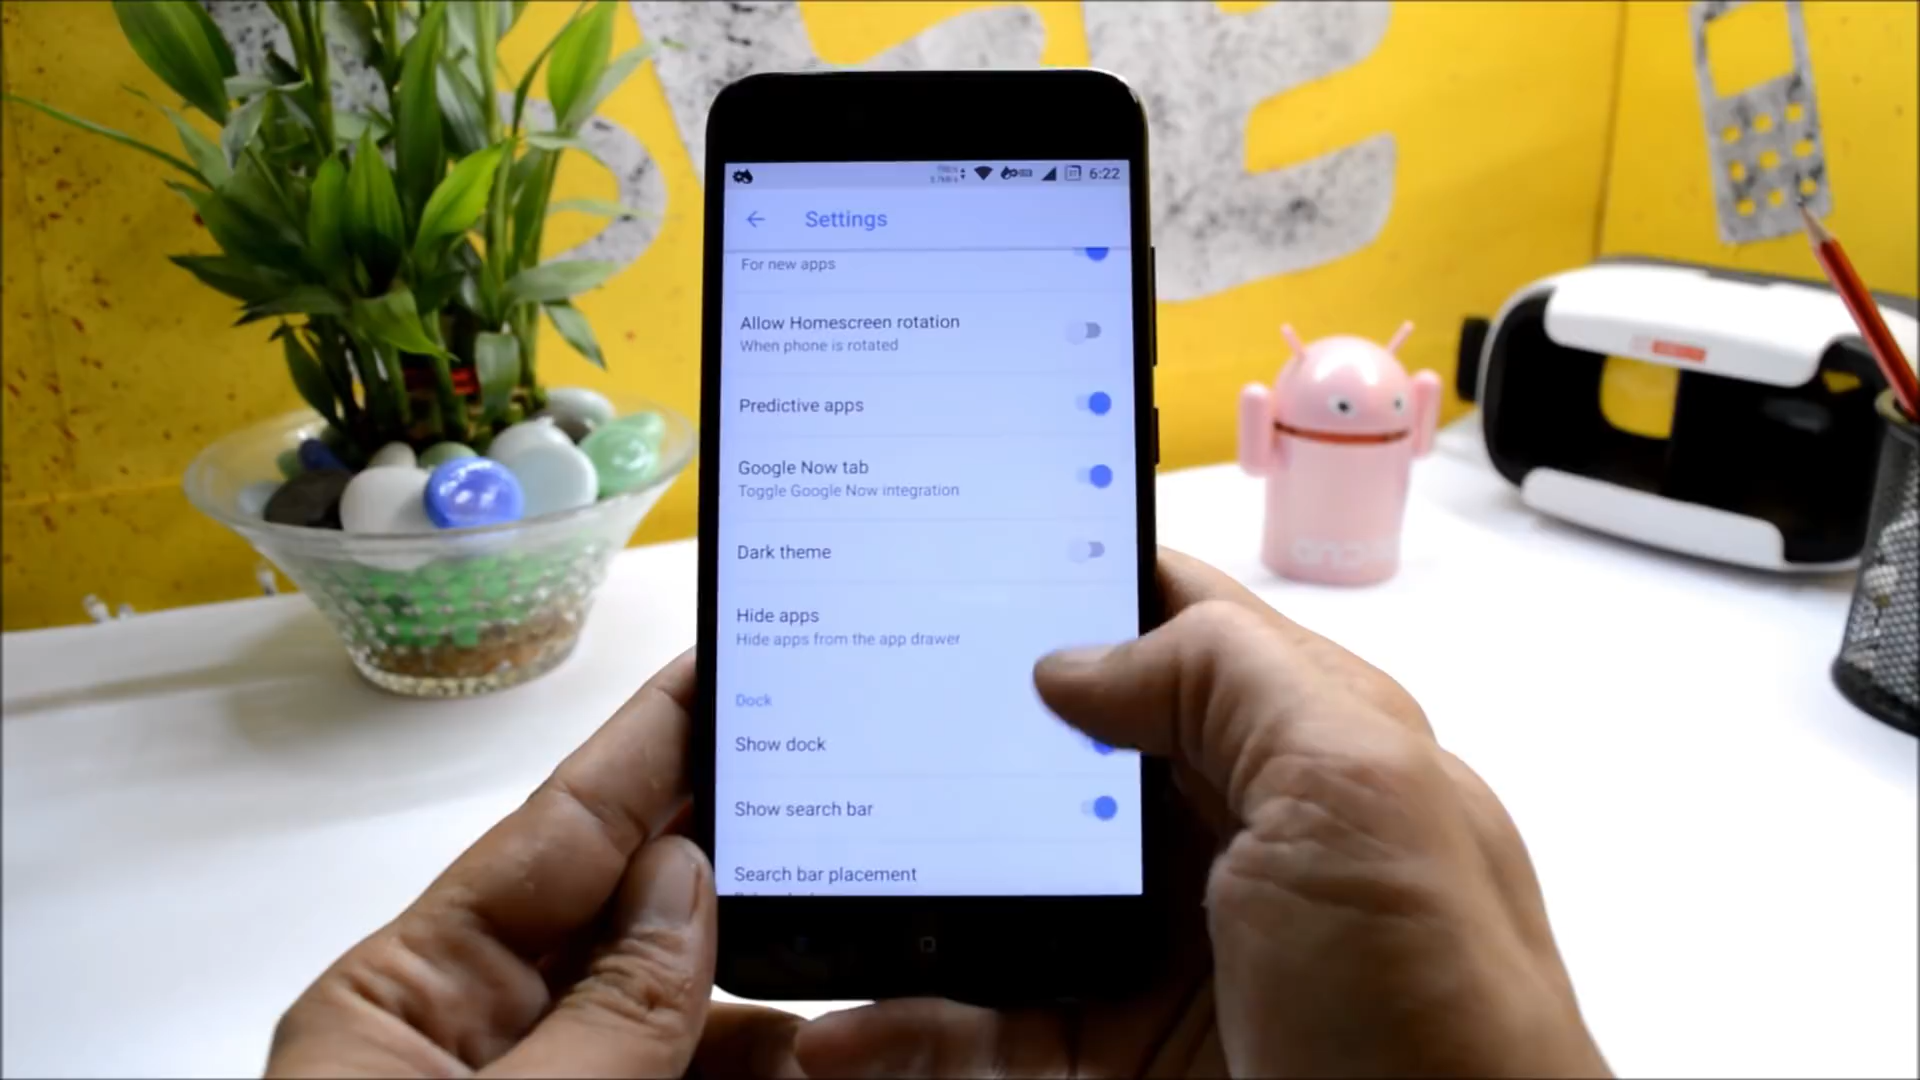 6:22
Settings
For new apps
Allow Homescreen rotation
When phone is rotated
Predictive apps
Google Now tab
Toggle Google Now integration
Dark theme
Hide apps
Hide apps from the app drawer
Dock
Show dock
Show search bar
Search bar placement